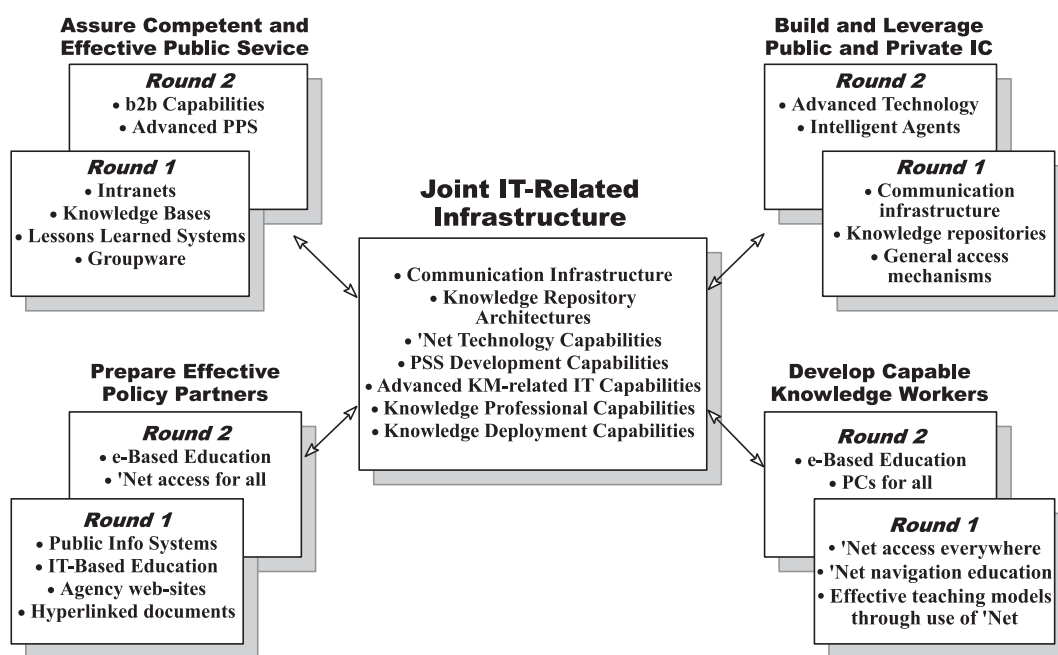 Assure Competent and
Effective Public Sevice
Round 2
• b2b Capabilities
• Advanced PPS
Round 1
• Intranets
• Knowledge Bases
• Lessons Learned Systems
• Groupware
Build and Leverage
Public and Private IC
Round 2
• Advanced Technology
• Intelligent Agents
Round 1
• Communication
infrastructure
• Knowledge repositories
• General access
mechanisms
Joint IT-Related
Infrastructure
• Communication Infrastructure
• Knowledge Repository
Architectures
• 'Net Technology Capabilities
• PSS Development Capabilities
• Advanced KM-related IT Capabilities
• Knowledge Professional Capabilities
• Knowledge Deployment Capabilities
Prepare Effective
Policy Partners
Round 2
• e-Based Education
• 'Net access for all
Round 1
• Public Info Systems
• IT-Based Education
• Agency web-sites
• Hyperlinked documents
Develop Capable
Knowledge Workers
Round 2
• e-Based Education
• PCs for all
Round 1
• 'Net access everywhere
• 'Net navigation education
• Effective teaching models
through use of 'Net